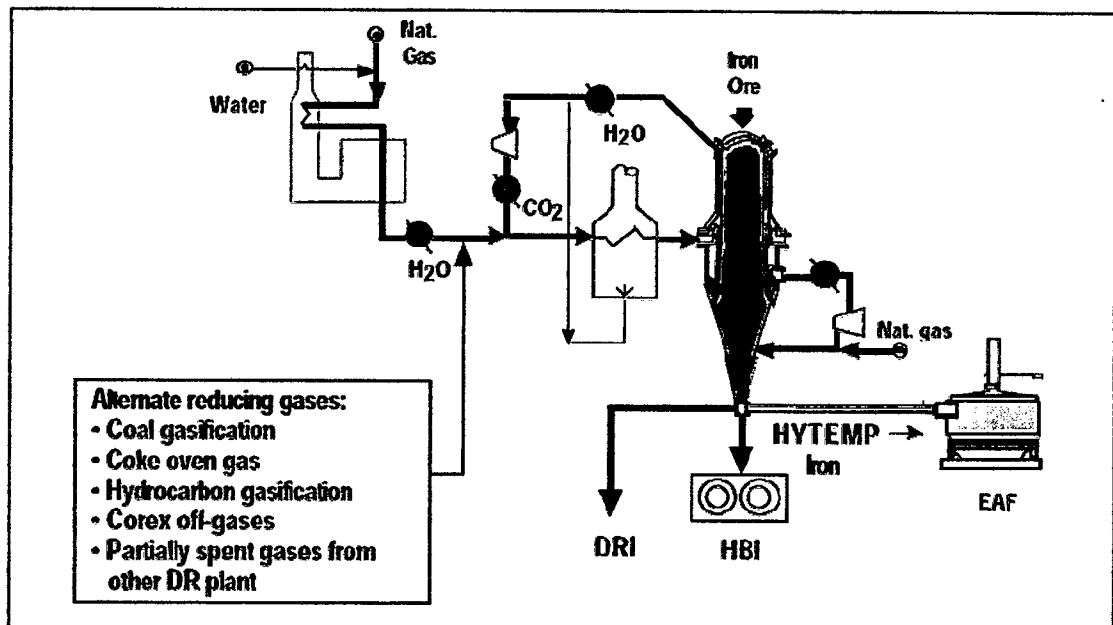 Nat.
Gas
Water
Iron
Ore
H₂O
CO₂
H₂O
Nat. gas
Alternate reducing gases:
• Coal gasification
• Coke oven gas
• Hydrocarbon gasification
• Corex off-gases
• Partially spent gases from
other DR plant
HYTEMP →
Iron
EAF
DRI
HBI